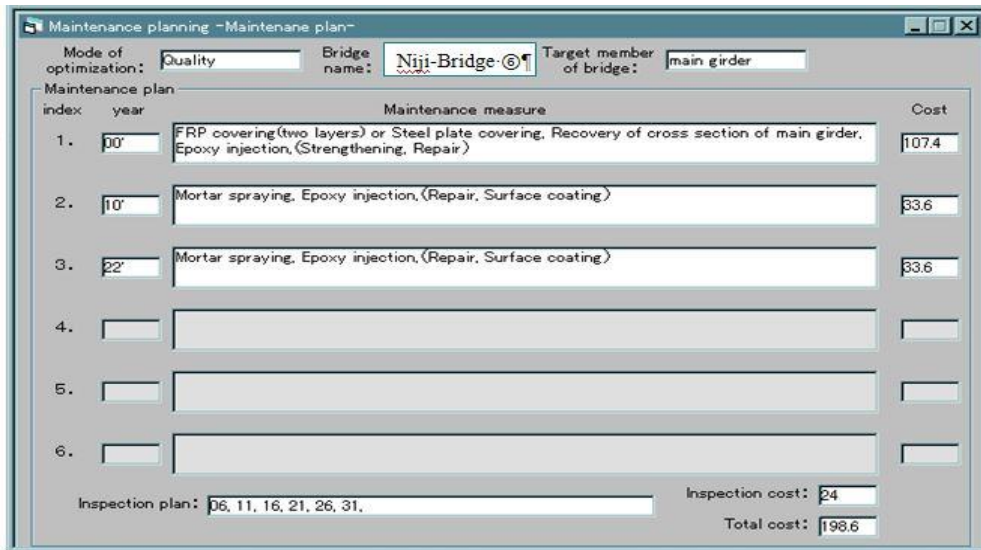 Maintenance planning -Maintenane plan-
Mode of optimization: Quality Bridge name: Niji-Bridge·⑥¶ Target member of bridge: main girder
Maintenance plan
index year Maintenance measure Cost
1. 00' FRP covering(two layers) or Steel plate covering, Recovery of cross section of main girder, 107.4
Epoxy injection,(Strengthening, Repair)
2. 10' Mortar spraying, Epoxy injection,(Repair, Surface coating) 33.6
3. 22' Mortar spraying, Epoxy injection,(Repair, Surface coating) 33.6
4.
5.
6.
Inspection plan: 06, 11, 16, 21, 26, 31, Inspection cost: 24
Total cost: 198.6